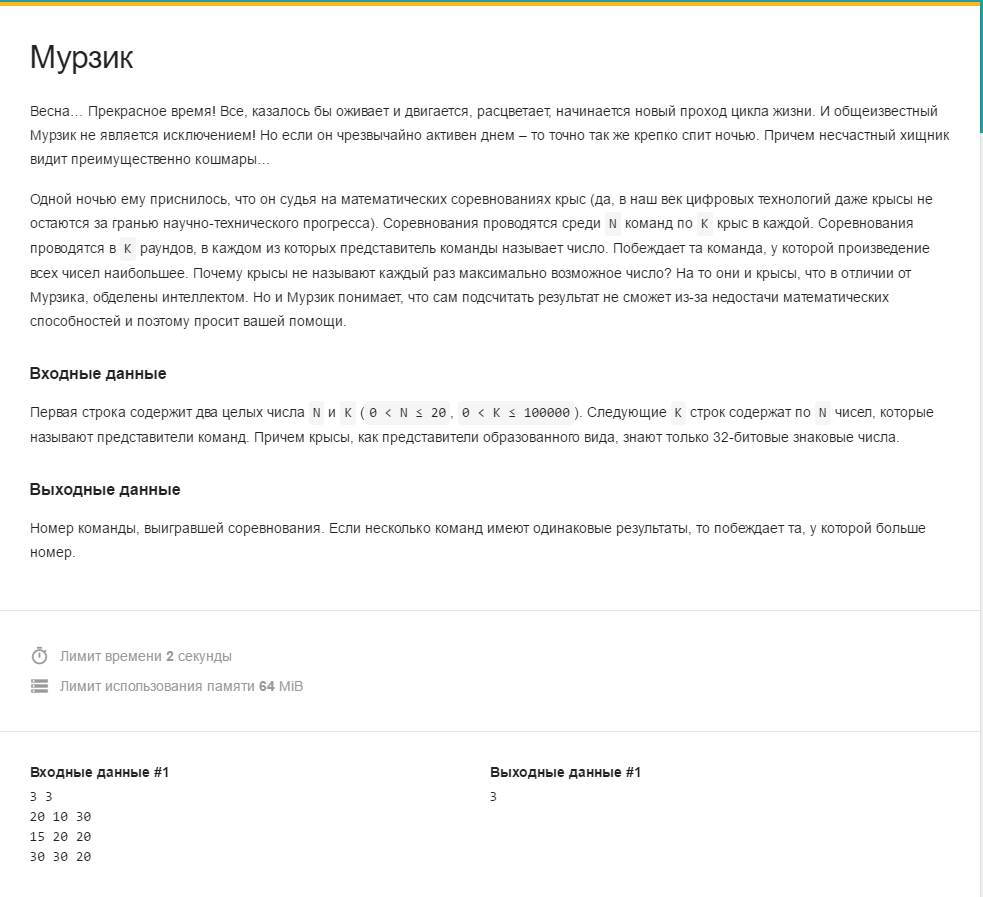 Мурзик
Весна… Прекрасное время! Все, казалось бы оживает и двигается, расцветает, начинается новый проход цикла жизни. И общеизвестный
Мурзик не является исключением! Но если он чрезвычайно активен днем – то точно так же крепко спит ночью. Причем несчастный хищник
видит преимущественно кошмары…
Одной ночью ему приснилось, что он судья на математических соревнованиях крыс (да, в наш век цифровых технологий даже крысы не
остаются за гранью научно-технического прогресса). Соревнования проводятся среди N команд по K крыс в каждой. Соревнования
проводятся в K раундов, в каждом из которых представитель команды называет число. Побеждает та команда, у которой произведение
всех чисел наибольшее. Почему крысы не называют каждый раз максимально возможное число? На то они и крысы, что в отличии от
Мурзика, обделены интеллектом. Но и Мурзик понимает, что сам подсчитать результат не сможет из-за недостачи математических
способностей и поэтому просит вашей помощи.
Входные данные
Первая строка содержит два целых числа N и K ( 0 < N ≤ 20 , 0 < K ≤ 100000 ). Следующие K строк содержат по N чисел, которые
называют представители команд. Причем крысы, как представители образованного вида, знают только 32-битовые знаковые числа.
Выходные данные
Номер команды, выигравшей соревнования. Если несколько команд имеют одинаковые результаты, то побеждает та, у которой больше
номер.
Лимит времени 2 секунды
Лимит использования памяти 64 MiB
Входные данные #1
3 3
20 10 30
15 20 20
30 30 20
Выходные данные #1
3